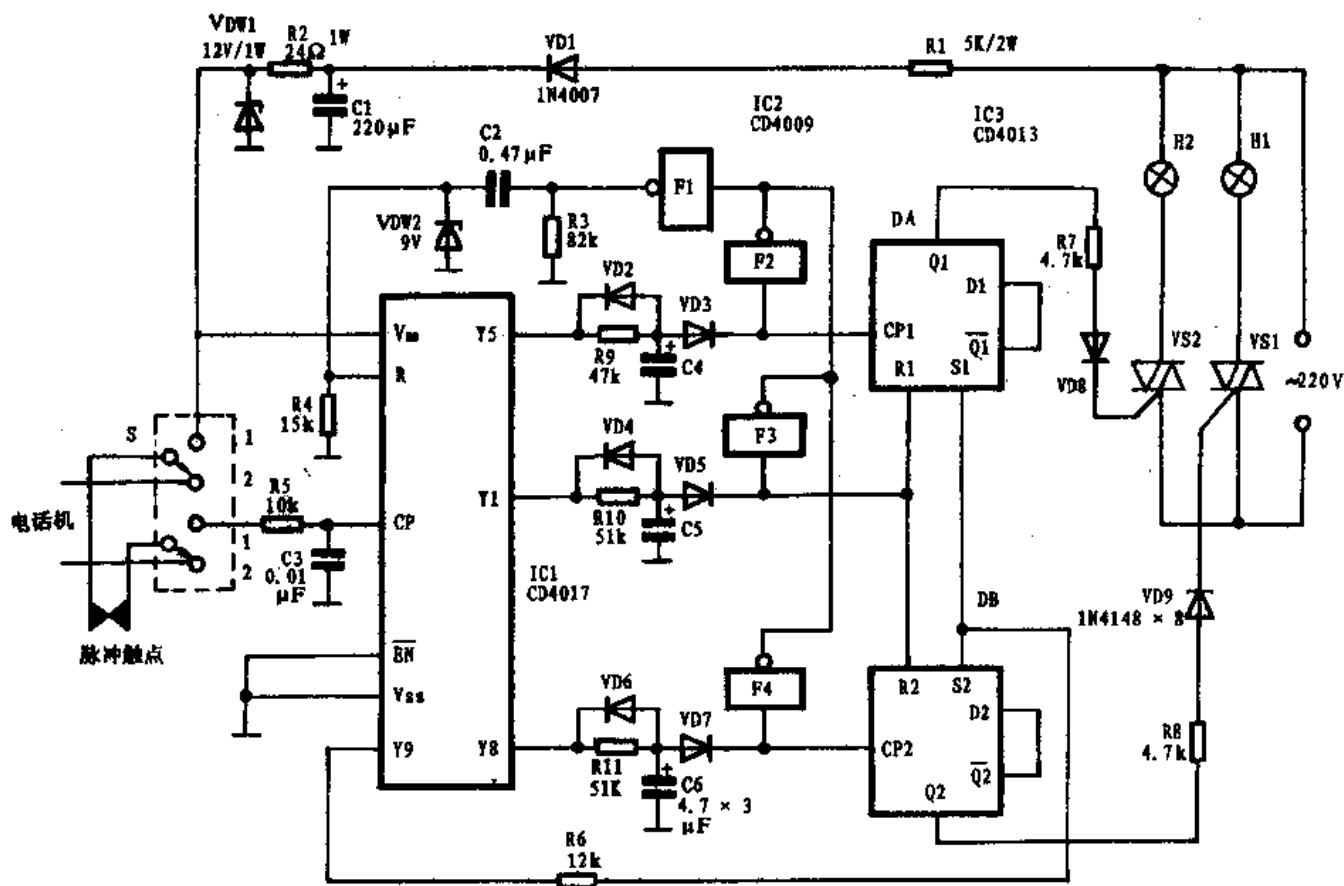 VDW1
12V/1W
R2
24Ω
1W
C1
220μF
VD1
1N4007
R1
5K/2W
IC2
CD4009
IC3
CD4013
H2
H1
C2
0.47μF
F1
VDW2
9V
R3
82k
F2
DA
Q1
R7
4.7k
VD2
VD3
D1
CP1
Q1
R1
S1
R9
47k
C4
VD8
VS2
VS1
~220V
Y5
R
R4
15k
F3
VD4
VD5
S
1
2
电话机
1
2
R5
10k
CP
Y1
R10
51k
C5
C3
0.01
μF
IC1
CD4017
脉冲触点
EN
Vss
Y9
Y8
DB
VD9
1N4148 × 8
F4
VD6
VD7
R2
S2
D2
CP2
Q2
Q2
R8
4.7k
R11
51K
C6
4.7 × 3
μF
R6
12k